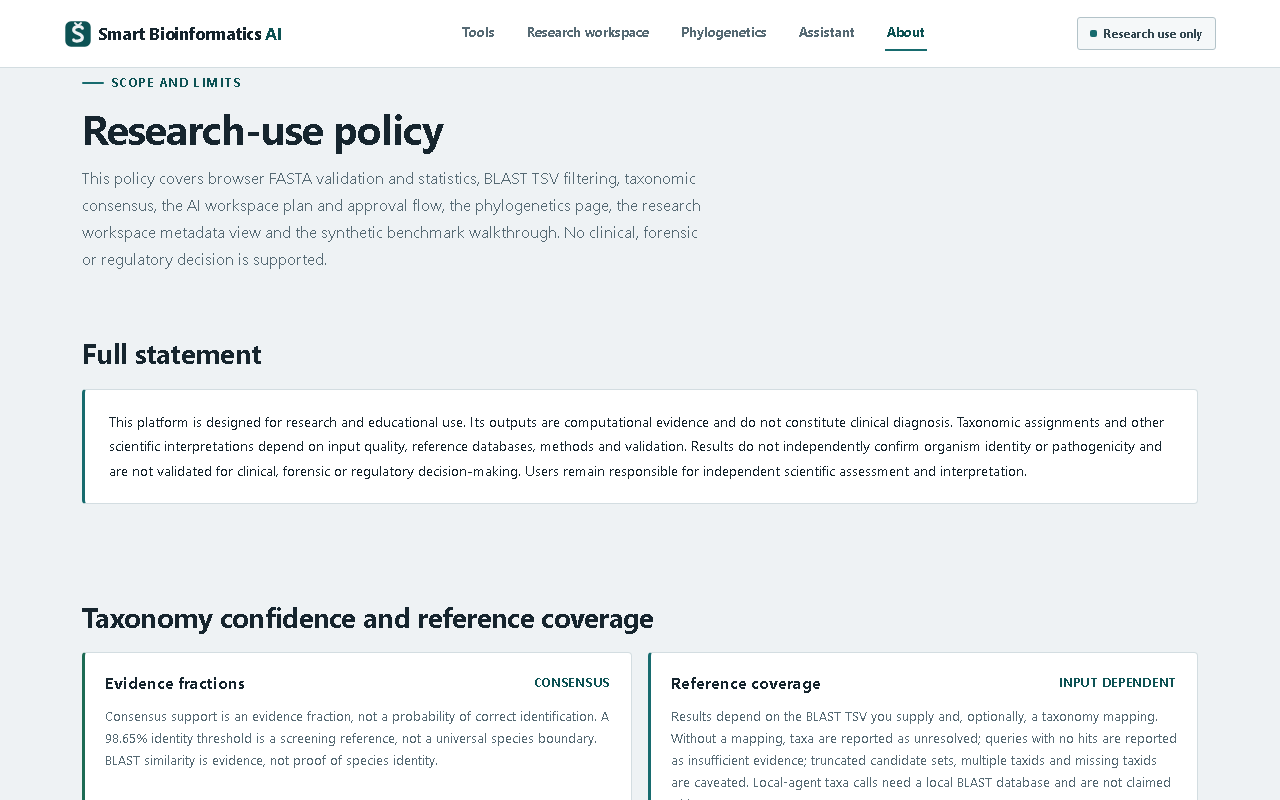 Š Smart Bioinformatics AI
Tools
Research workspace
Phylogenetics
Assistant
About
Research use only
SCOPE AND LIMITS
Research-use policy
This policy covers browser FASTA validation and statistics, BLAST TSV filtering, taxonomic
consensus, the AI workspace plan and approval flow, the phylogenetics page, the research
workspace metadata view and the synthetic benchmark walkthrough. No clinical, forensic
or regulatory decision is supported.
Full statement
This platform is designed for research and educational use. Its outputs are computational evidence and do not constitute clinical diagnosis. Taxonomic assignments and other
scientific interpretations depend on input quality, reference databases, methods and validation. Results do not independently confirm organism identity or pathogenicity and
are not validated for clinical, forensic or regulatory decision-making. Users remain responsible for independent scientific assessment and interpretation.
Taxonomy confidence and reference coverage
Evidence fractions
CONSENSUS
Consensus support is an evidence fraction, not a probability of correct identification. A
98.65% identity threshold is a screening reference, not a universal species boundary.
BLAST similarity is evidence, not proof of species identity.
Reference coverage
INPUT DEPENDENT
Results depend on the BLAST TSV you supply and, optionally, a taxonomy mapping.
Without a mapping, taxa are reported as unresolved; queries with no hits are reported
as insufficient evidence; truncated candidate sets, multiple taxids and missing taxids
are caveated. Local-agent taxa calls need a local BLAST database and are not claimed